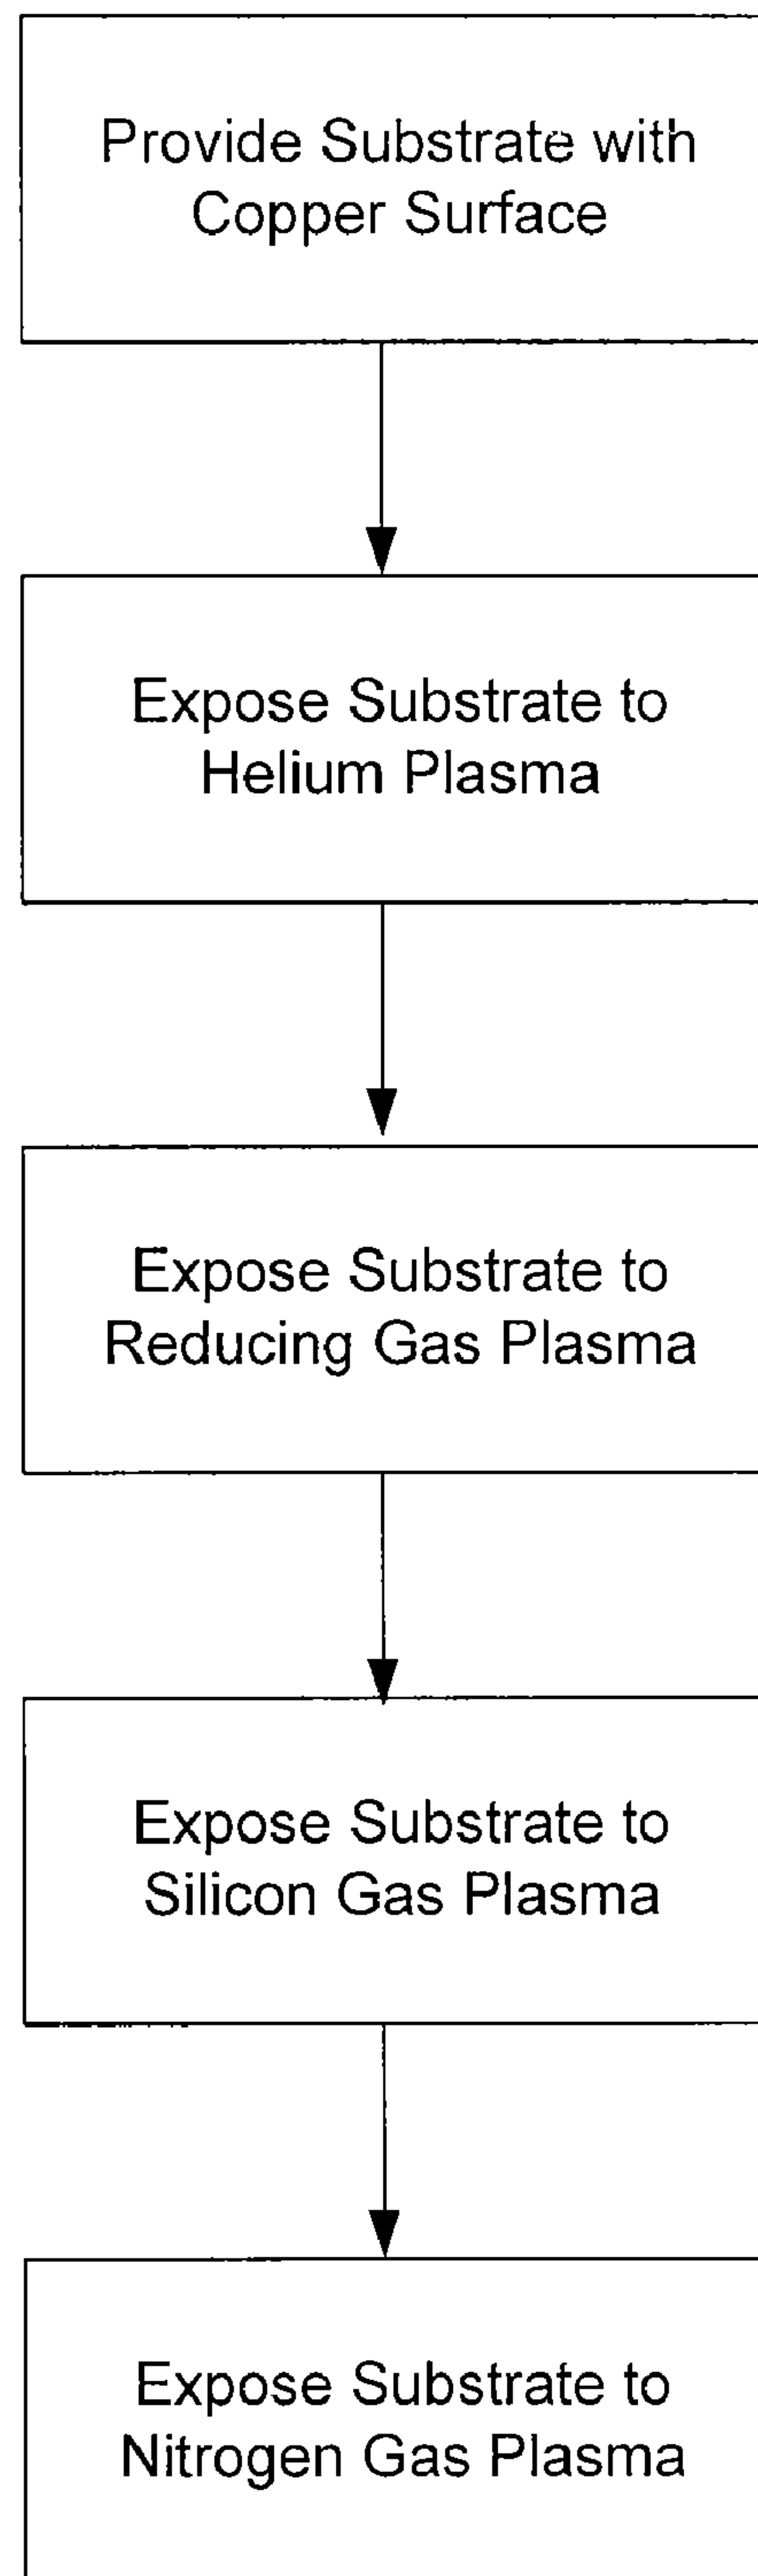 Provide Substrate with
Copper Surface
Expose Substrate to
Helium Plasma
Expose Substrate to
Reducing Gas Plasma
Expose Substrate to
Silicon Gas Plasma
Expose Substrate to
Nitrogen Gas Plasma